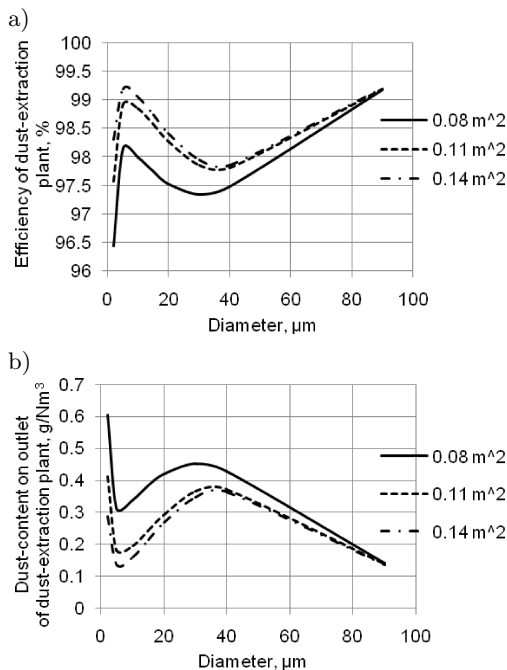 a)
Efficiency of dust-extraction
plant, %
100
99.5
99
98.5
98
97.5
97
96.5
96
0 20 40 60 80 100
Diameter, µm
0.08 m^2
0.11 m^2
0.14 m^2
b)
Dust-content on outlet
of dust-extraction plant, g/Nm³
0.7
0.6
0.5
0.4
0.3
0.2
0.1
0
0 20 40 60 80 100
Diameter, µm
0.08 m^2
0.11 m^2
0.14 m^2